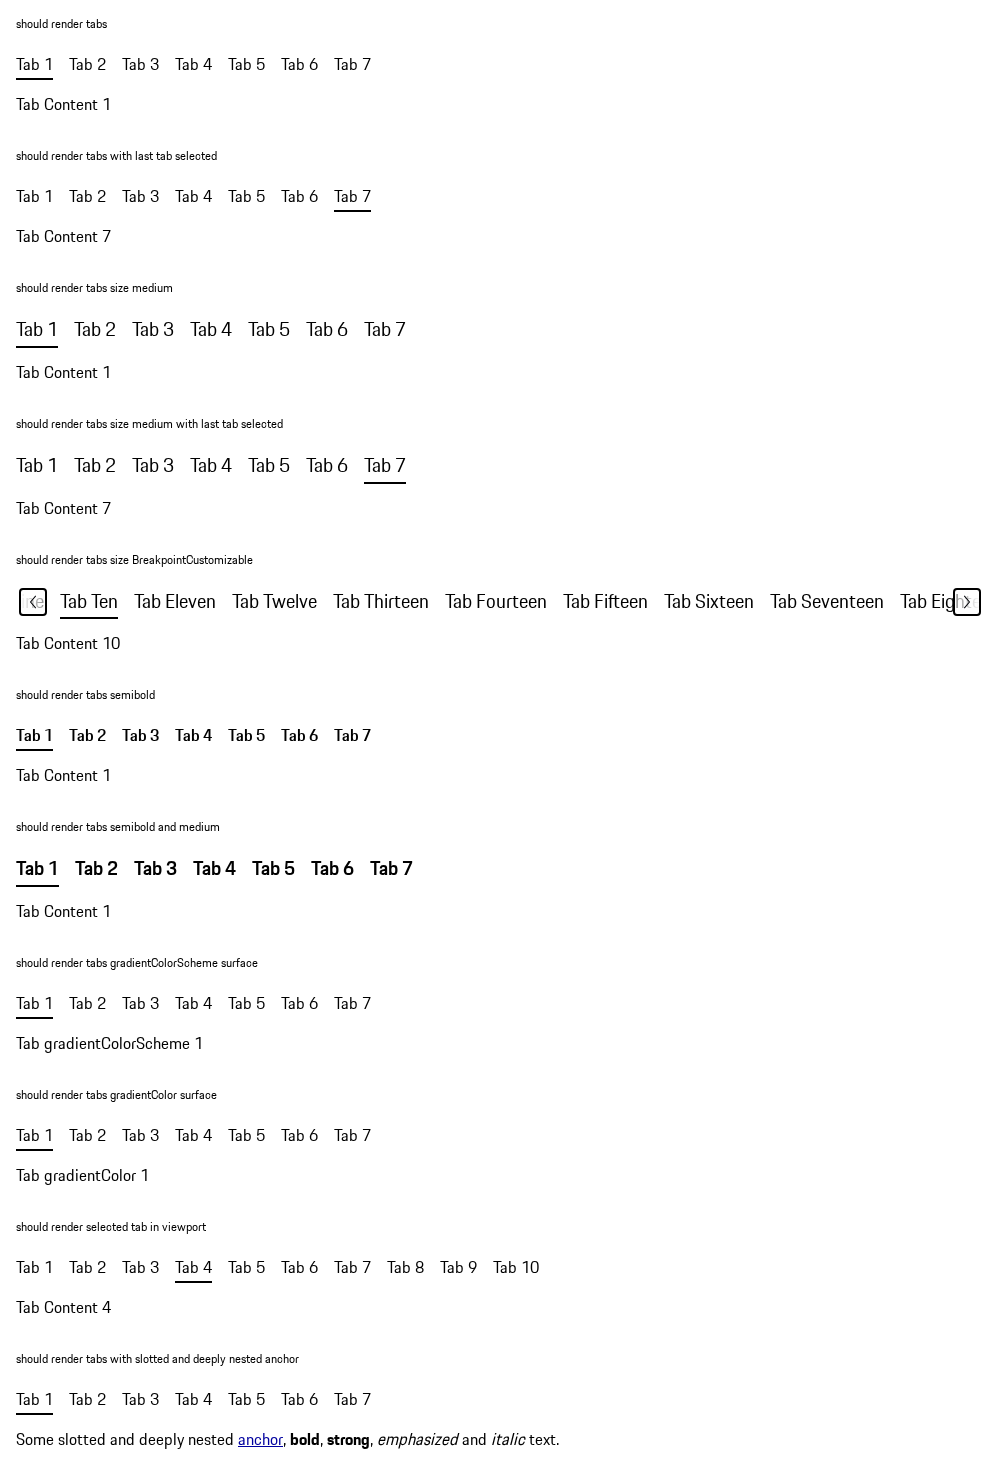 should render tabs
Tab 1 Tab 2 Tab 3 Tab 4 Tab 5 Tab 6 Tab 7
Tab Content 1
should render tabs with last tab selected
Tab 1 Tab 2 Tab 3 Tab 4 Tab 5 Tab 6 Tab 7
Tab Content 7
should render tabs size medium
Tab 1 Tab 2 Tab 3 Tab 4 Tab 5 Tab 6 Tab 7
Tab Content 1
should render tabs size medium with last tab selected
Tab 1 Tab 2 Tab 3 Tab 4 Tab 5 Tab 6 Tab 7
Tab Content 7
should render tabs size BreakpointCustomizable
Tab Ten Tab Eleven Tab Twelve Tab Thirteen Tab Fourteen Tab Fifteen Tab Sixteen Tab Seventeen Tab
Tab Content 10
should render tabs semibold
Tab 1 Tab 2 Tab 3 Tab 4 Tab 5 Tab 6 Tab 7
Tab Content 1
should render tabs semibold and medium
Tab 1 Tab 2 Tab 3 Tab 4 Tab 5 Tab 6 Tab 7
Tab Content 1
should render tabs gradientColorScheme surface
Tab 1 Tab 2 Tab 3 Tab 4 Tab 5 Tab 6 Tab 7
Tab gradientColorScheme 1
should render tabs gradientColor surface
Tab 1 Tab 2 Tab 3 Tab 4 Tab 5 Tab 6 Tab 7
Tab gradientColor 1
should render selected tab in viewport
Tab 1 Tab 2 Tab 3 Tab 4 Tab 5 Tab 6 Tab 7 Tab 8 Tab 9 Tab 10
Tab Content 4
should render tabs with slotted and deeply nested anchor
Tab 1 Tab 2 Tab 3 Tab 4 Tab 5 Tab 6 Tab 7
Some slotted and deeply nested anchor, bold, strong, emphasized and italic text.